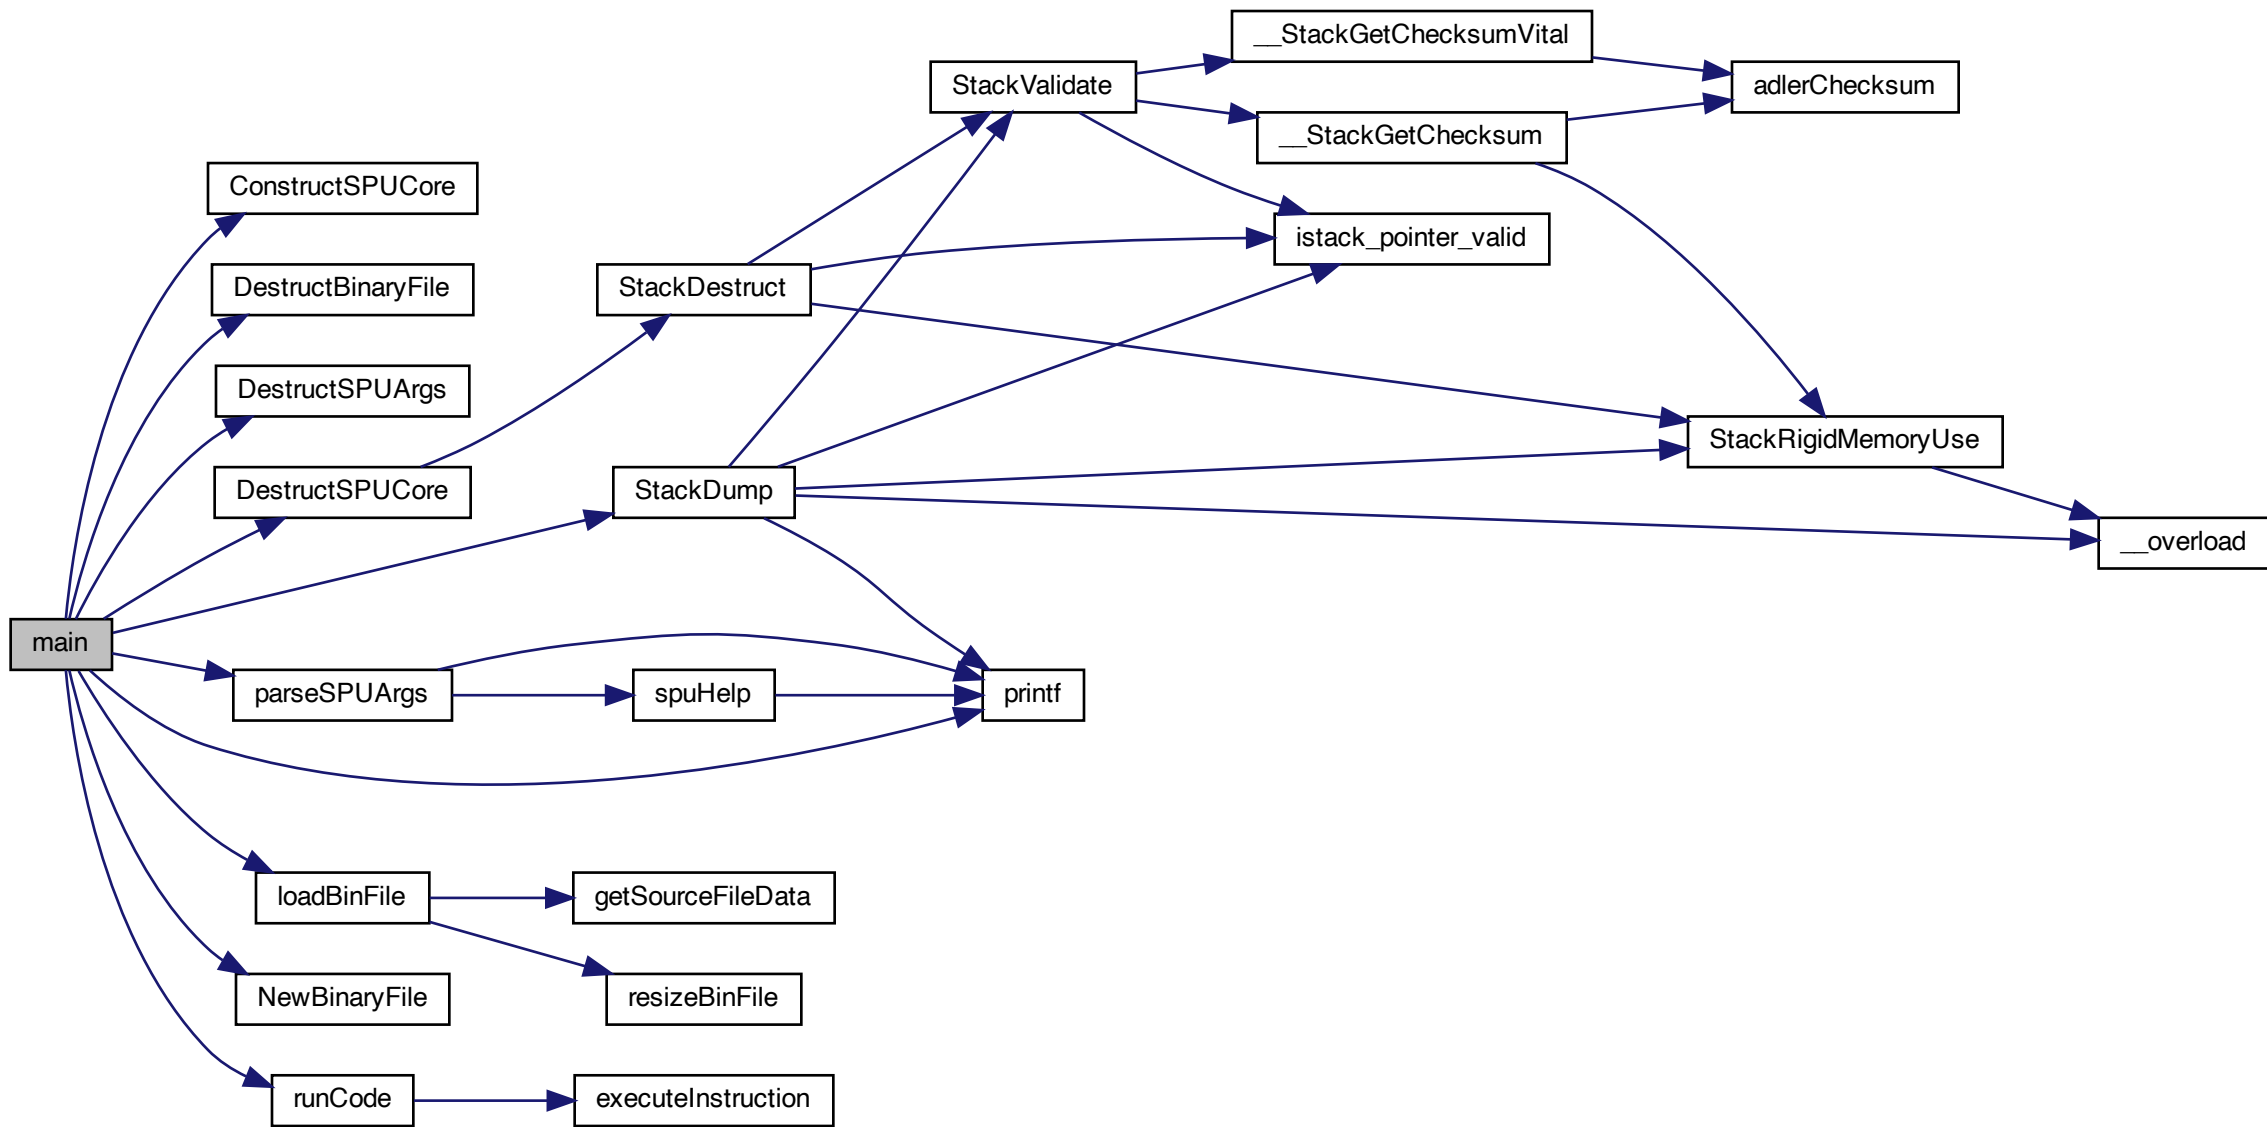 main
ConstructSPUCore
DestructBinaryFile
DestructSPUArgs
DestructSPUCore
StackDestruct
StackValidate
__StackGetChecksumVital
adlerChecksum
__StackGetChecksum
istack_pointer_valid
StackRigidMemoryUse
__overload
StackDump
parseSPUArgs
spuHelp
printf
loadBinFile
getSourceFileData
resizeBinFile
NewBinaryFile
runCode
executeInstruction